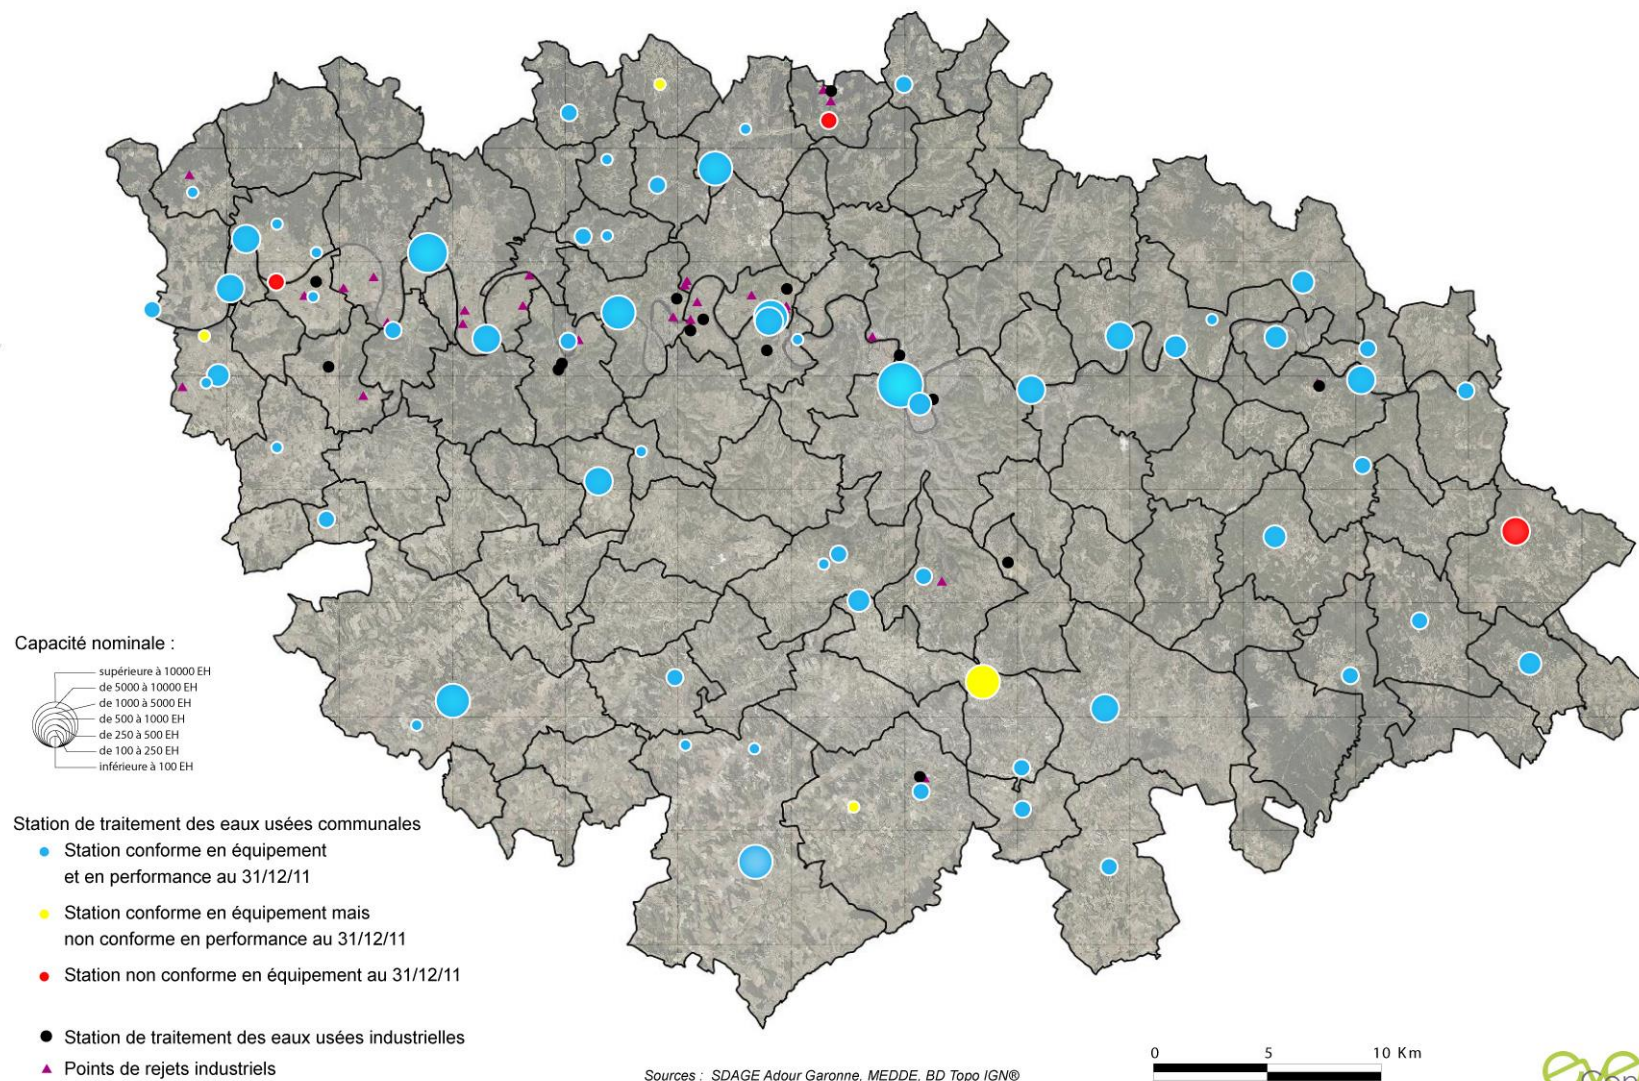 Capacité nominale :
supérieure à 10000 EH
de 5000 à 10000 EH
de 1000 à 5000 EH
de 500 à 1000 EH
de 250 à 500 EH
de 100 à 250 EH
inférieure à 100 EH
Station de traitement des eaux usées communales
Station conforme en équipement
et en performance au 31/12/11
Station conforme en équipement mais
non conforme en performance au 31/12/11
Station non conforme en équipement au 31/12/11
Station de traitement des eaux usées industrielles
Points de rejets industriels
Sources : SDAGE Adour Garonne, MEDDE, BD Topo IGN®
0 5 10 Km